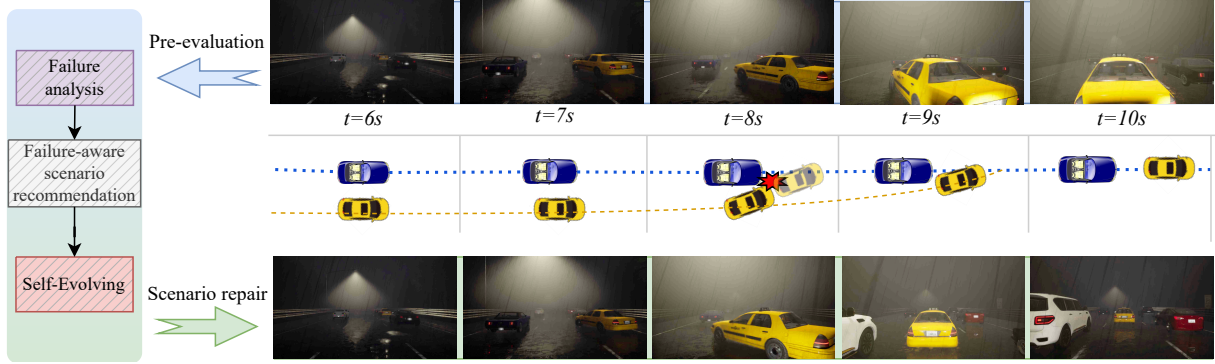 Pre-evaluation
Failure
analysis
t=6s
t=7s
t=8s
t=9s
t=10s
Failure-aware
scenario
recommendation
Self-Evolving
Scenario repair